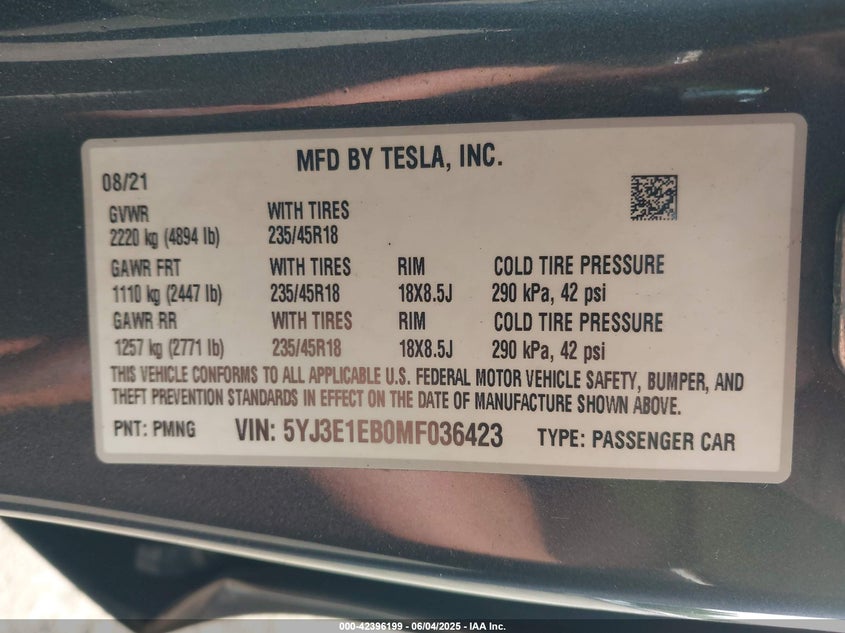 MFD BY TESLA, INC.
08/21
GVWR WITH TIRES
2220 kg (4894 lb) 235/45R18
GAWR FRT WITH TIRES RIM COLD TIRE PRESSURE
1110 kg (2447 lb) 235/45R18 18X8.5J 290 kPa, 42 psi
GAWR RR WITH TIRES RIM COLD TIRE PRESSURE
1257 kg (2771 lb) 235/45R18 18X8.5J 290 kPa, 42 psi
THIS VEHICLE CONFORMS TO ALL APPLICABLE U.S. FEDERAL MOTOR VEHICLE SAFETY, BUMPER, AND
THEFT PREVENTION STANDARDS IN EFFECT ON THE DATE OF MANUFACTURE SHOWN ABOVE.
PNT: PMNG VIN: 5YJ3E1EB0MF036423 TYPE: PASSENGER CAR
000-42396199 - 06/04/2025 - IAA Inc.